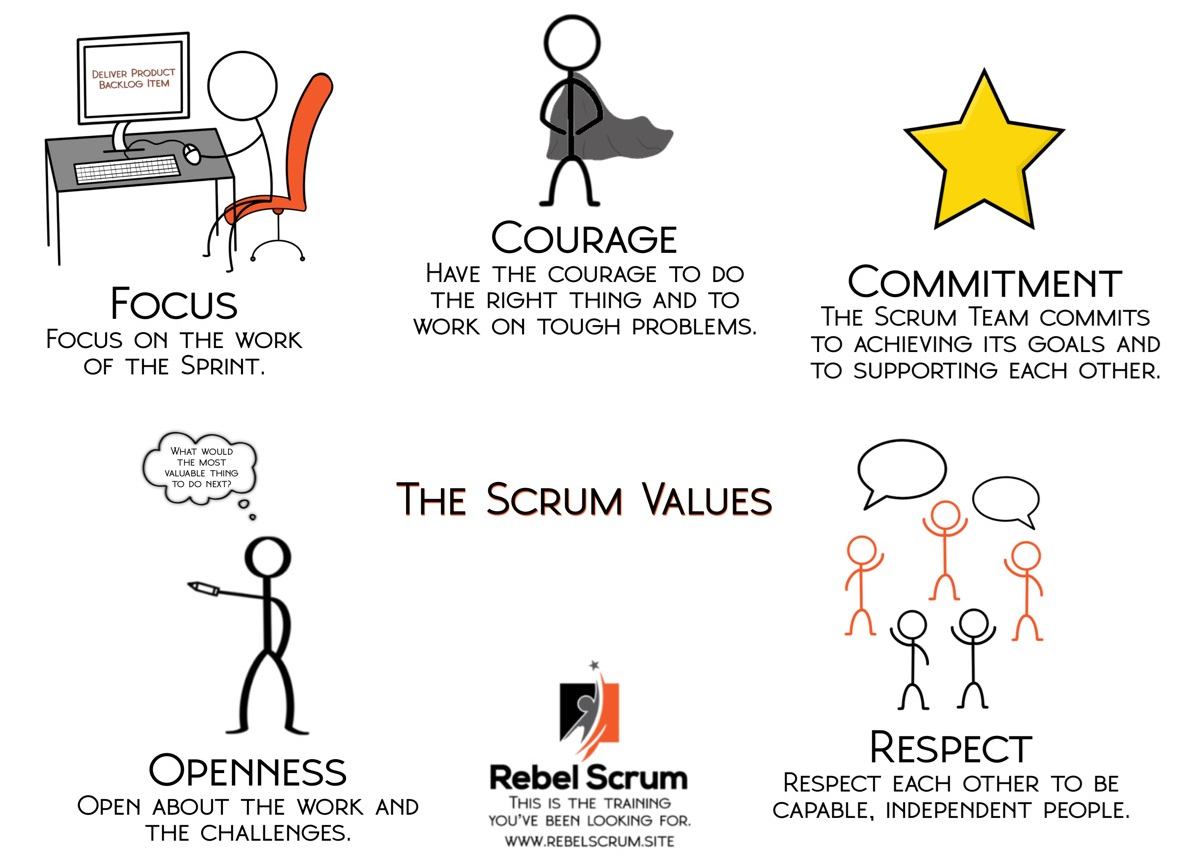 Deliver Product
Backlog Item
Focus
Focus on the work
of the Sprint.
Courage
Have the courage to do
the right thing and to
work on tough problems.
Commitment
The Scrum Team commits
to achieving its goals and
to supporting each other.
What would
the most
valuable thing
to do next?
The Scrum Values
Openness
Open about the work and
the challenges.
Rebel Scrum
This is the training
you've been looking for.
www.rebelscrum.site
Respect
Respect each other to be
capable, independent people.